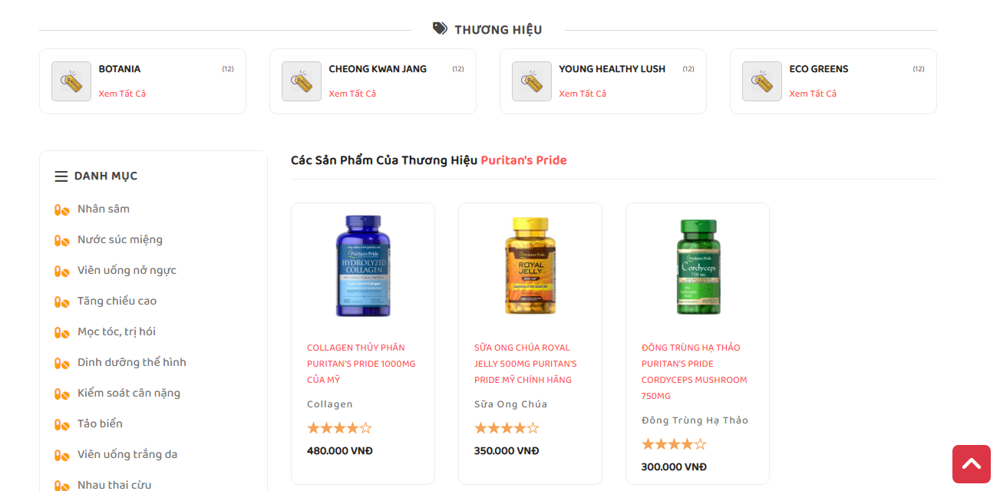 THƯƠNG HIỆU
BOTANIA (12)
Xem Tất Cả
CHEONG KWAN JANG (12)
Xem Tất Cả
YOUNG HEALTHY LUSH (12)
Xem Tất Cả
ECO GREENS (12)
Xem Tất Cả
DANH MỤC
Nhân sâm
Nước súc miệng
Viên uống nở ngực
Tăng chiều cao
Mọc tóc, trị hói
Dinh dưỡng thể hình
Kiểm soát cân nặng
Tảo biển
Viên uống trắng da
Nhau thai cừu
Các Sản Phẩm Của Thương Hiệu Puritan's Pride
Puritan's Pride
HYDROLYZED
COLLAGEN
COLLAGEN THỦY PHÂN
PURITAN'S PRIDE 1000MG
CỦA MỸ
Collagen
480.000 VNĐ
Puritan's Pride
ROYAL
JELLY
SỮA ONG CHÚA ROYAL
JELLY 500MG PURITAN'S
PRIDE MỸ CHÍNH HÃNG
Sữa Ong Chúa
350.000 VNĐ
Puritan's Pride
Cordyceps
750 MG
ĐÔNG TRÙNG HẠ THẢO
PURITAN'S PRIDE
CORDYCEPS MUSHROOM
750MG
Đông Trùng Hạ Thảo
300.000 VNĐ